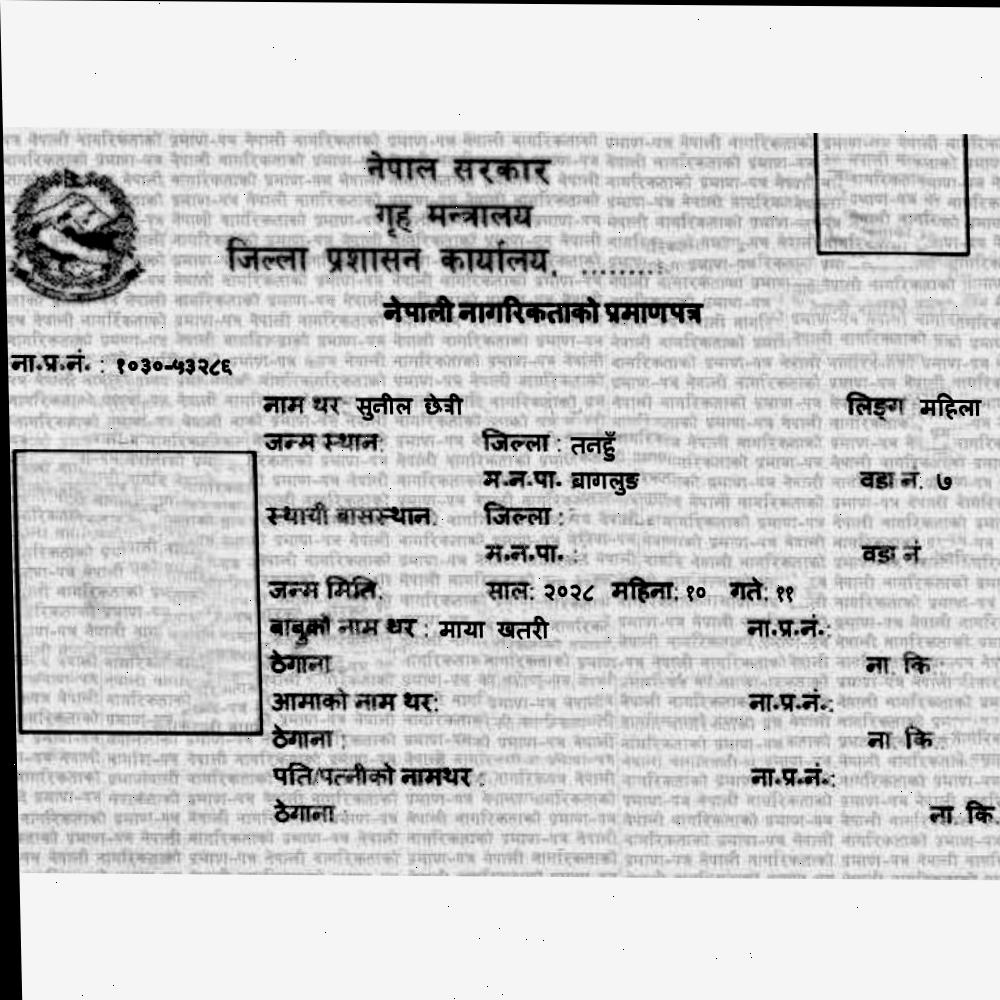 नेपाल सरकार
गृह मन्त्रालय
जिल्ला प्रशासन कार्यालय, .........
नेपाली नागरिकताको प्रमाणपत्र
ना.प्र.नं. : १०३०-५३२८६
नाम थर सुनील छेत्री लिङ्ग महिला
जन्म स्थान: जिल्ला : तनहुँ
म.न.पा. बागलुङ वडा नं. ७
स्थायी बासस्थान: जिल्ला :
म.न.पा. : वडा नं
जन्म मिति: साल: २०२८ महिना: १० गते: ११
बाबुको नाम थर : माया खतरी ना.प्र.नं.:
ठेगाना ना. कि
आमाको नाम थर: ना.प्र.नं.:
ठेगाना : ना. कि
पति/पत्नीको नामथर : ना.प्र.नं.:
ठेगाना ना. कि.